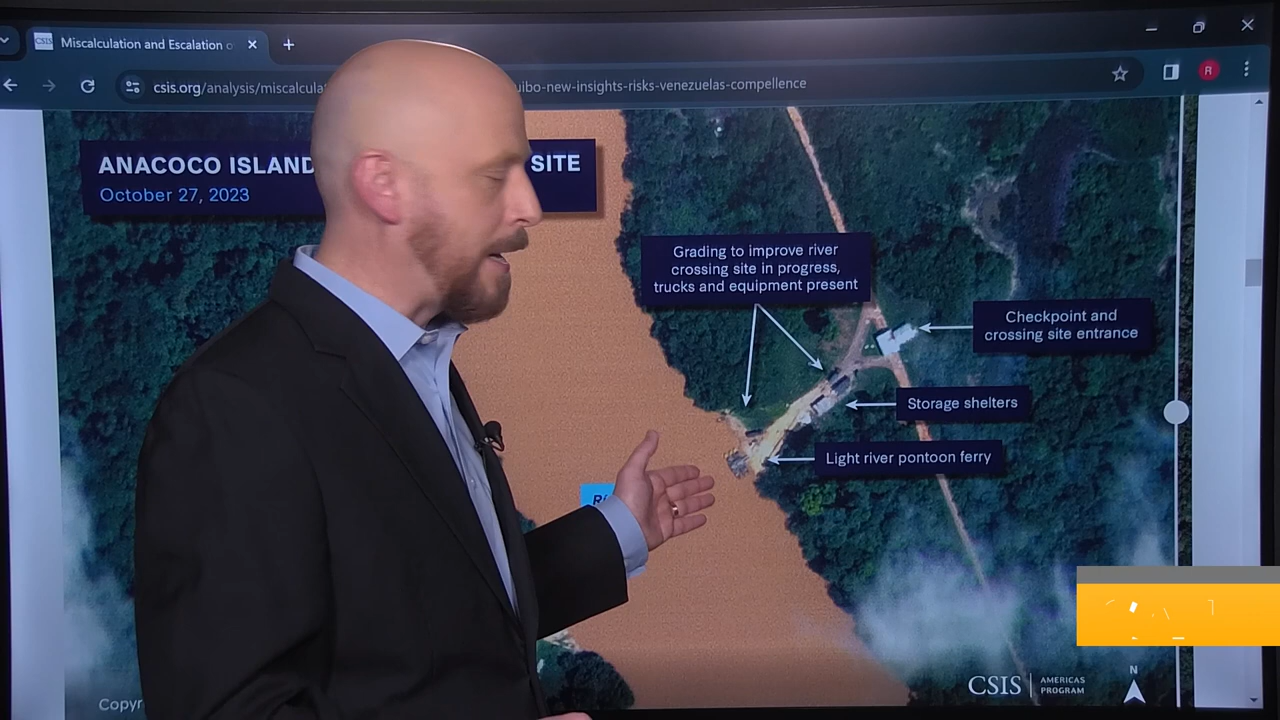 CSIS
Miscalculation and Escalation
R
csis.org/analysis/miscalcula
uibo-new-insights-risks-venezuelas-compellence
ANACOCO ISLAND
SITE
October 27, 2023
Grading to improve river
crossing site in progress,
trucks and equipment present
Checkpoint and
crossing site entrance
Storage shelters
Light river pontoon ferry
CSIS
AMERICAS
PROGRAM
N